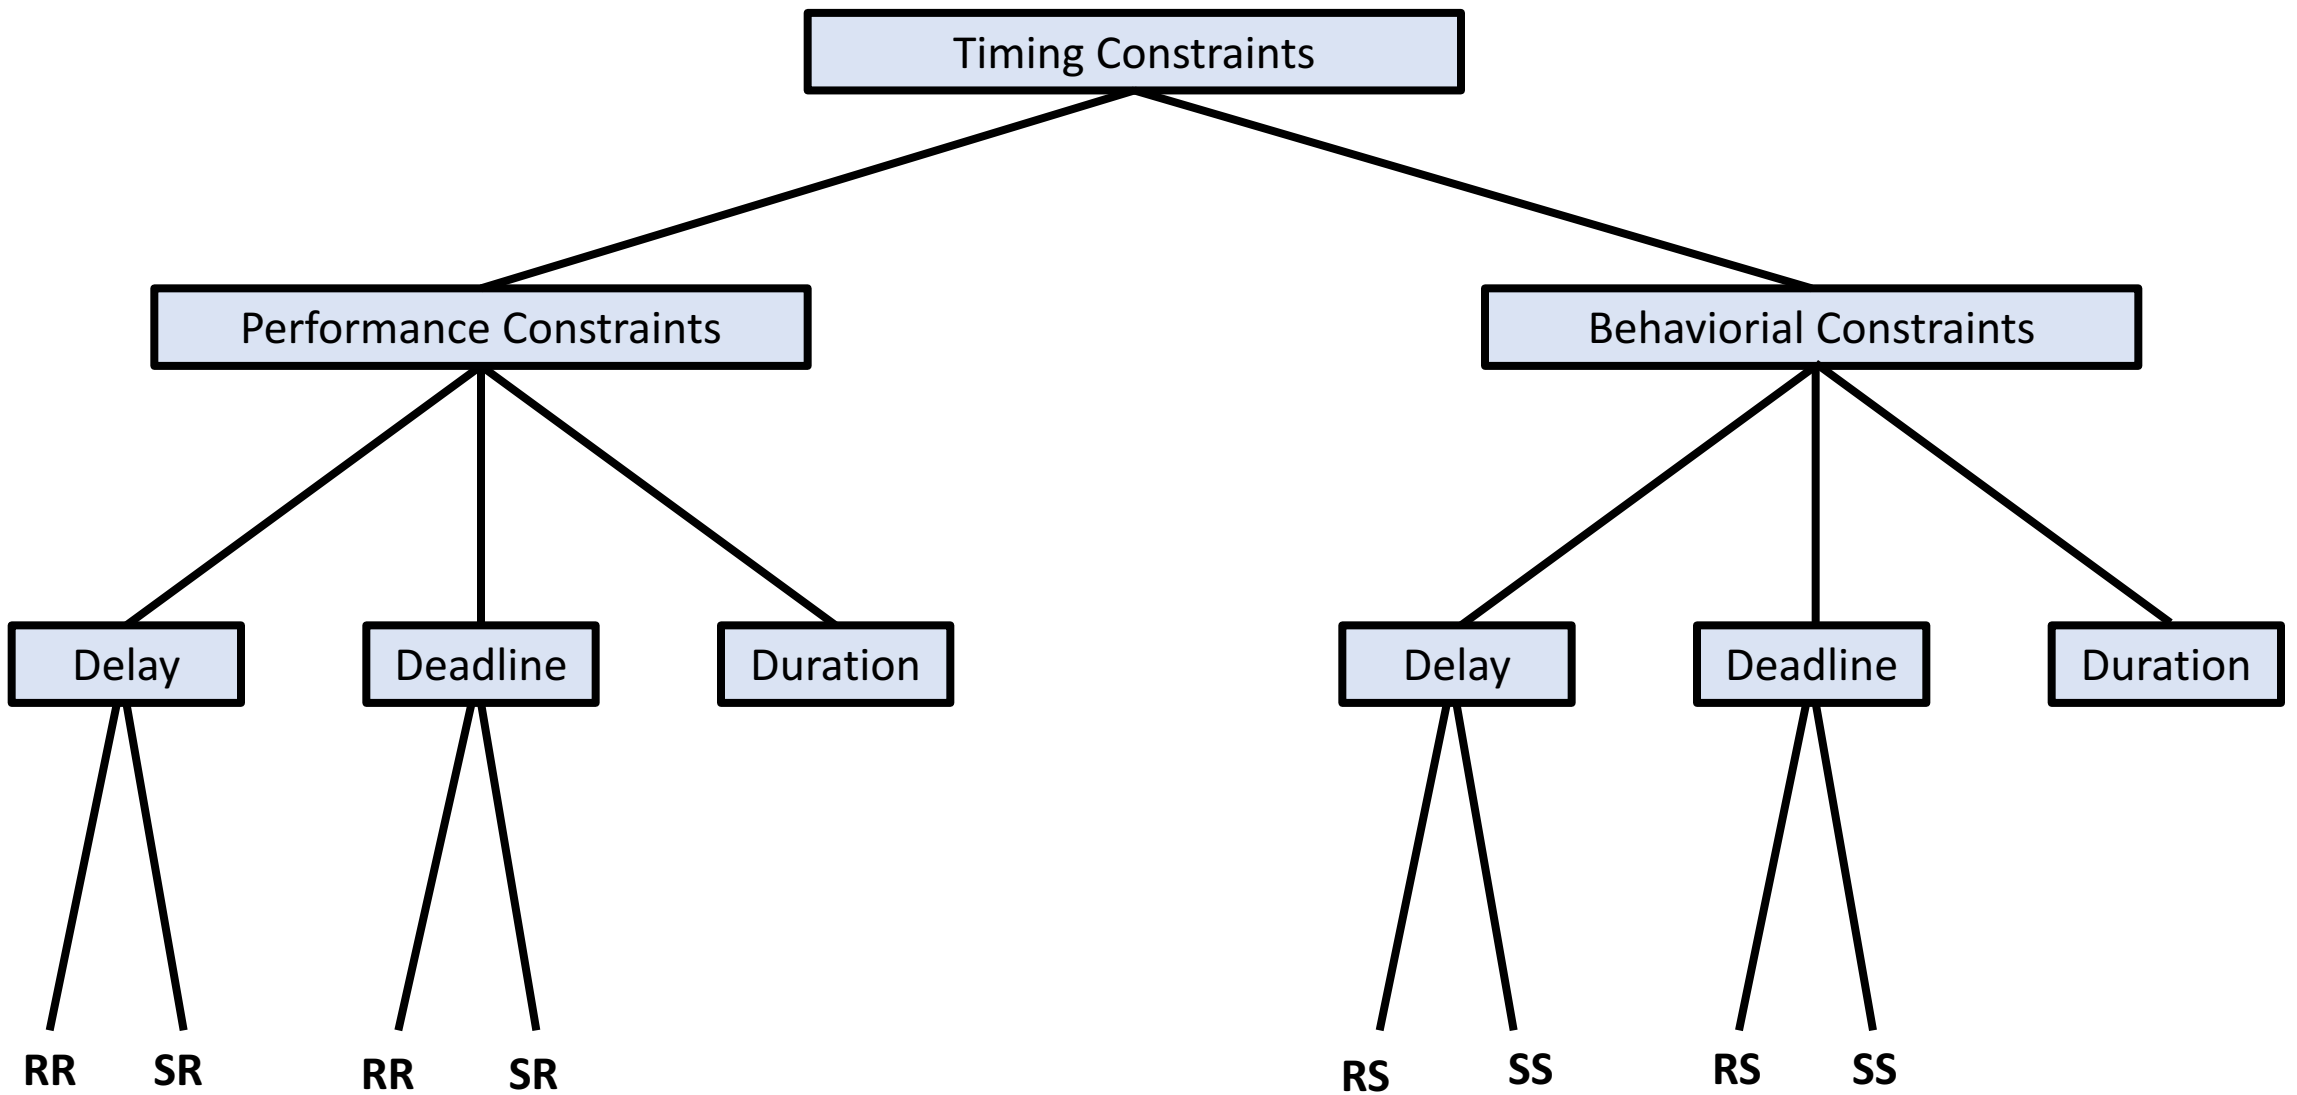 Timing Constraints
Performance Constraints
Behaviorial Constraints
Delay
Deadline
Duration
Delay
Deadline
Duration
RR
SR
RR
SR
RS
SS
RS
SS